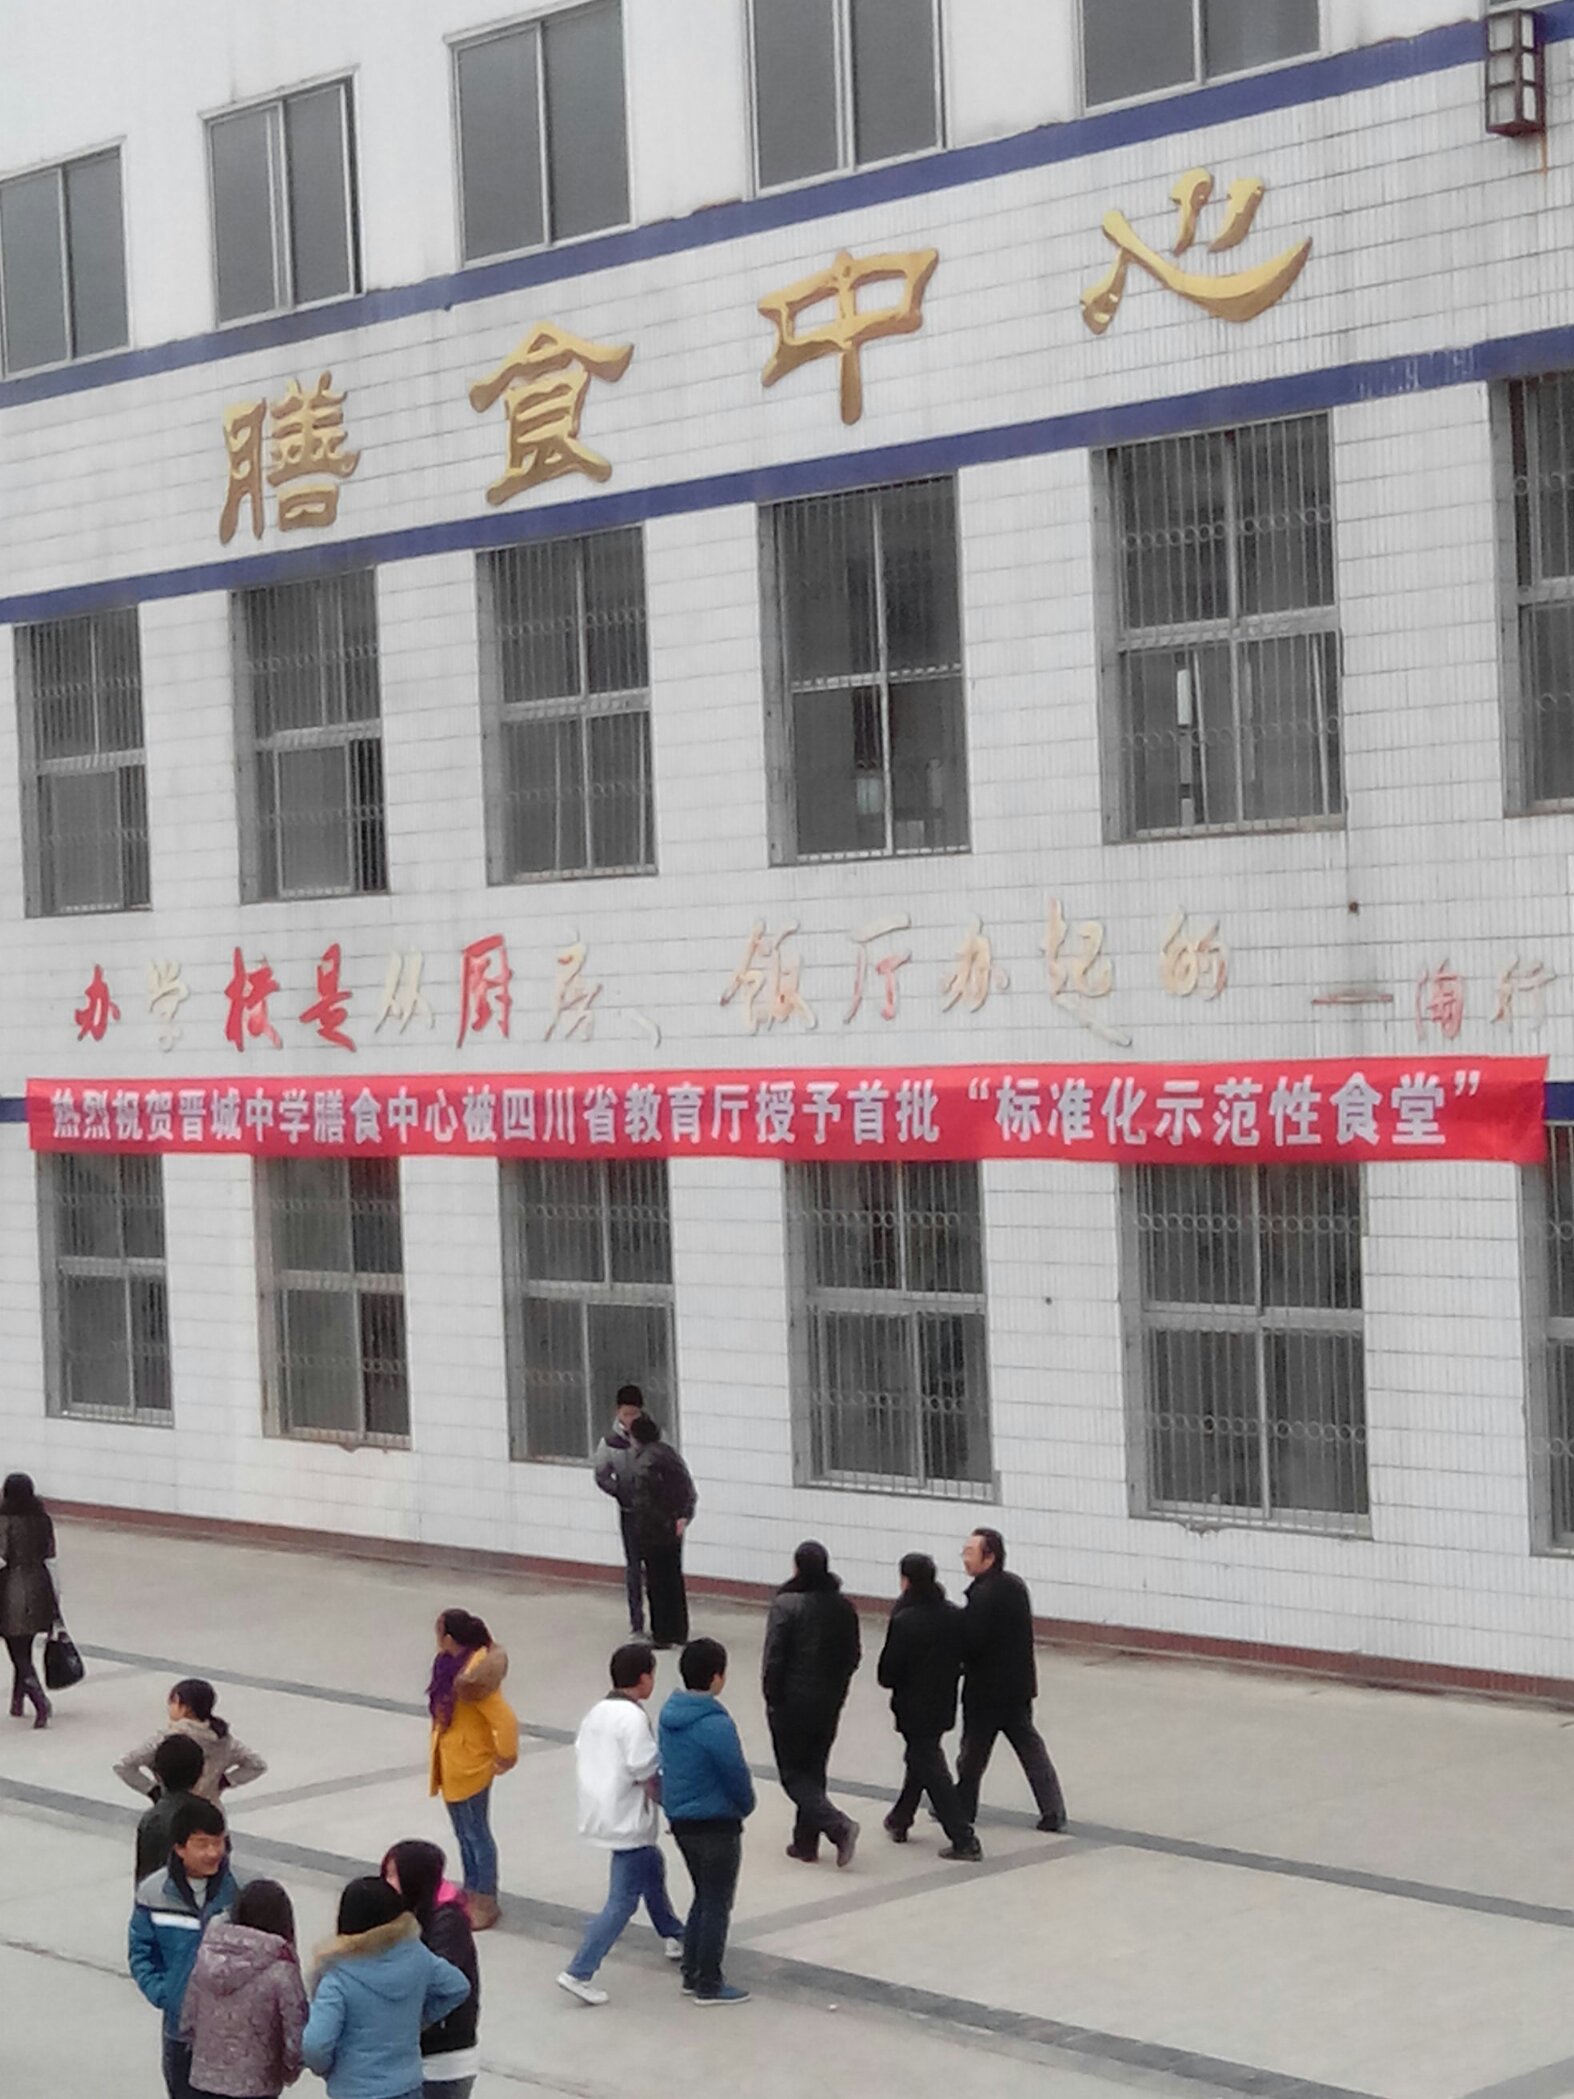 膳食中心
办学校是从厨房、饭厅办起的 — 陶行
热烈祝贺晋城中学膳食中心被四川省教育厅授予首批“标准化示范性食堂”